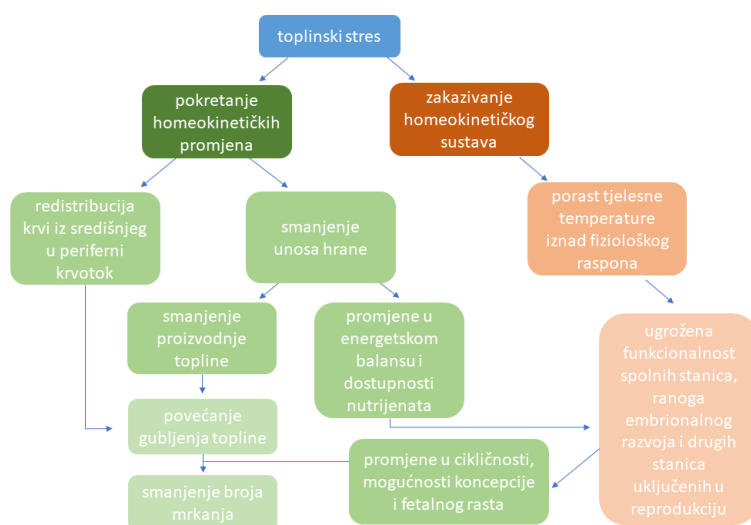 toplinski stres
pokretanje
homeokinetičkih
promjena
zakazivanje
homeokinetičkog
sustava
redistribucija
krvi iz središnjeg
u periferni
krvotok
smanjenje
unosa hrane
porast tjelesne
temperature
iznad fiziološkog
raspona
smanjenje
proizvodnje
topline
promjene u
energetskom
balansu i
dostupnosti
nutrijenata
ugrožena
funkcionalnost
spolnih stanica,
ranoga
embrionalnog
razvoja i drugih
stanica
uključenih u
reprodukciju
povećanje
gubljenja topline
promjene u cikličnosti,
mogućnosti koncepcije
i fetalnog rasta
smanjenje broja
mrkanja